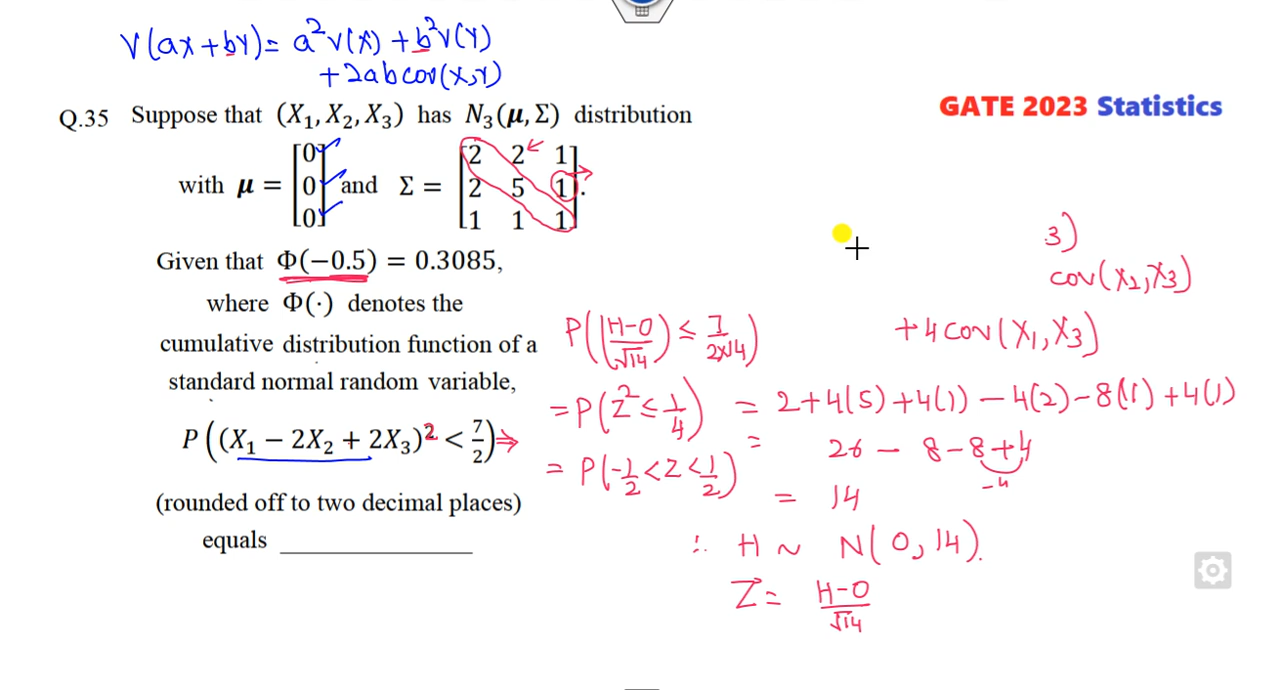 V(ax+by)= a²V(X) + b²V(Y)
+2ab cov(X,Y)
GATE 2023 Statistics
Q.35 Suppose that (X₁, X₂, X₃) has N₃(μ, Σ) distribution
with μ = [0 0 0] and Σ = [2 2 1
2 5 1
1 1 1].
Given that Φ(−0.5) = 0.3085,
where Φ(·) denotes the
cumulative distribution function of a
standard normal random variable,
P((X₁ − 2X₂ + 2X₃)² < 7/2) ⇒
(rounded off to two decimal places)
equals ____________
3)
cov(X₂,X₃)
+4cov(X₁,X₃)
P((H-0/√14) ≤ 7/2×14)
= P(Z² ≤ 1/4)
= P(-1/2 < Z < 1/2)
= 2+4(5)+4(1) − 4(2) − 8(1) + 4(1)
= 26 − 8 − 8 + 4
-4
= 14
∴ H ~ N(0, 14).
Z = H-0/√14